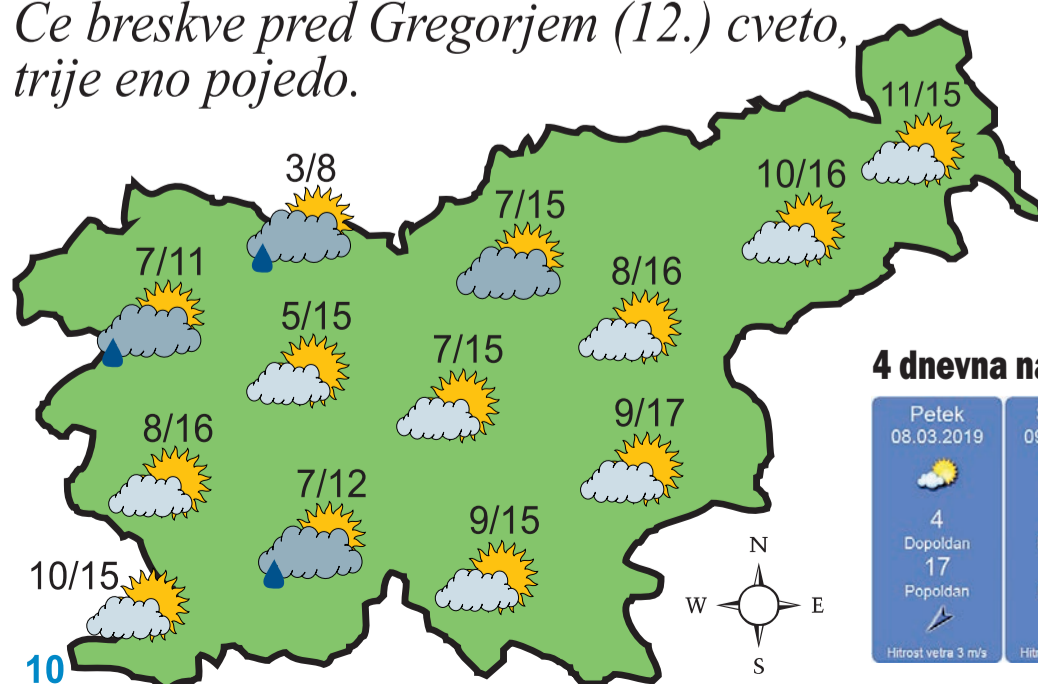 Če breskve pred Gregorjem (12.) cveto,
trije eno pojedo.
11/15
3/8
10/16
7/15
7/11
8/16
5/15
7/15
8/16
9/17
7/12
9/15
10/15
N
W
E
S
10
4 dnevna
Petek
08.03.2019
4
Dopoldan
17
Popoldan
Hitrost vetra 3 m/s